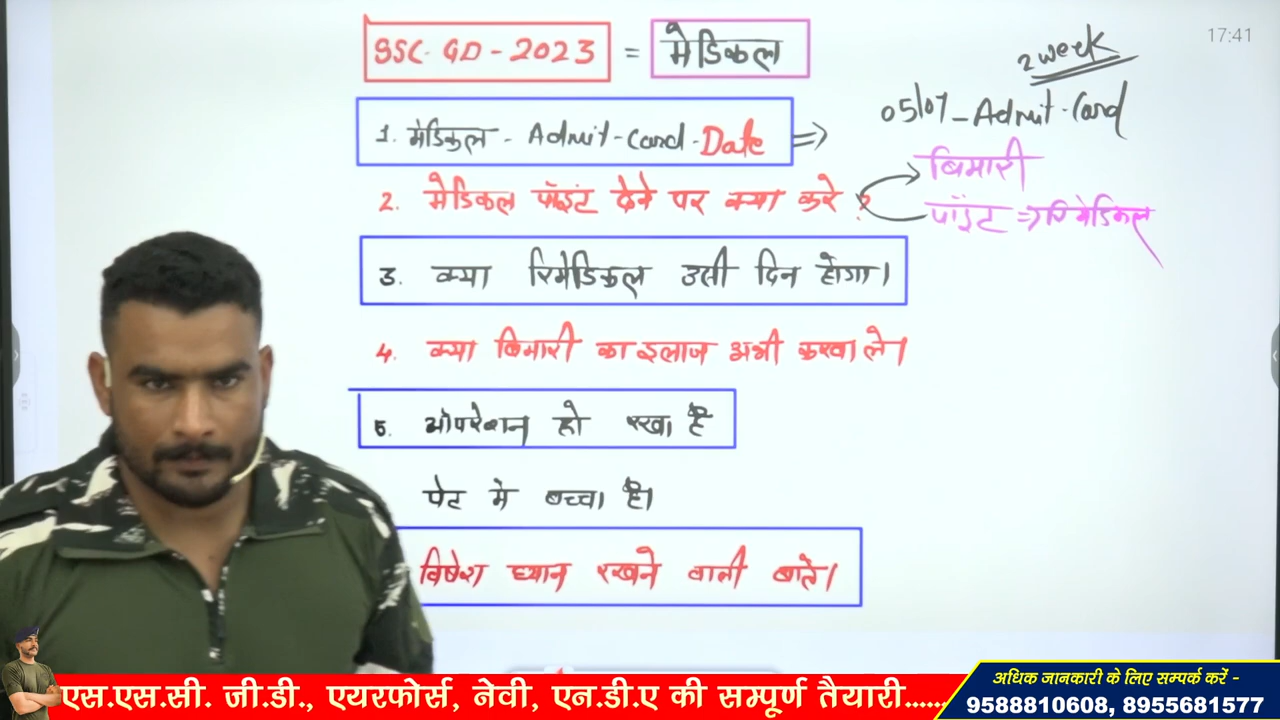 17:41
SSC GD - 2023 = मेडिकल
2 week
05/07 - Admit - Card
1. मेडिकल - Admit - Card - Date ⇒
बिमारी
2. मेडिकल पॉइंट देने पर क्या करे ?
पॉइंट ⇒ रिमेडिकल
3. क्या रिमेडिकल उसी दिन होगा।
4. क्या बिमारी का इलाज अभी करवा ले।
5. ऑपरेशन हो रखा है
पेट मे बच्चा है।
विषेश ध्यान रखने वाली बाते।
एस.एस.सी. जी.डी., एयरफोर्स, नेवी, एन.डी.ए की सम्पूर्ण तैयारी......
अधिक जानकारी के लिए सम्पर्क करें -
9588810608, 8955681577